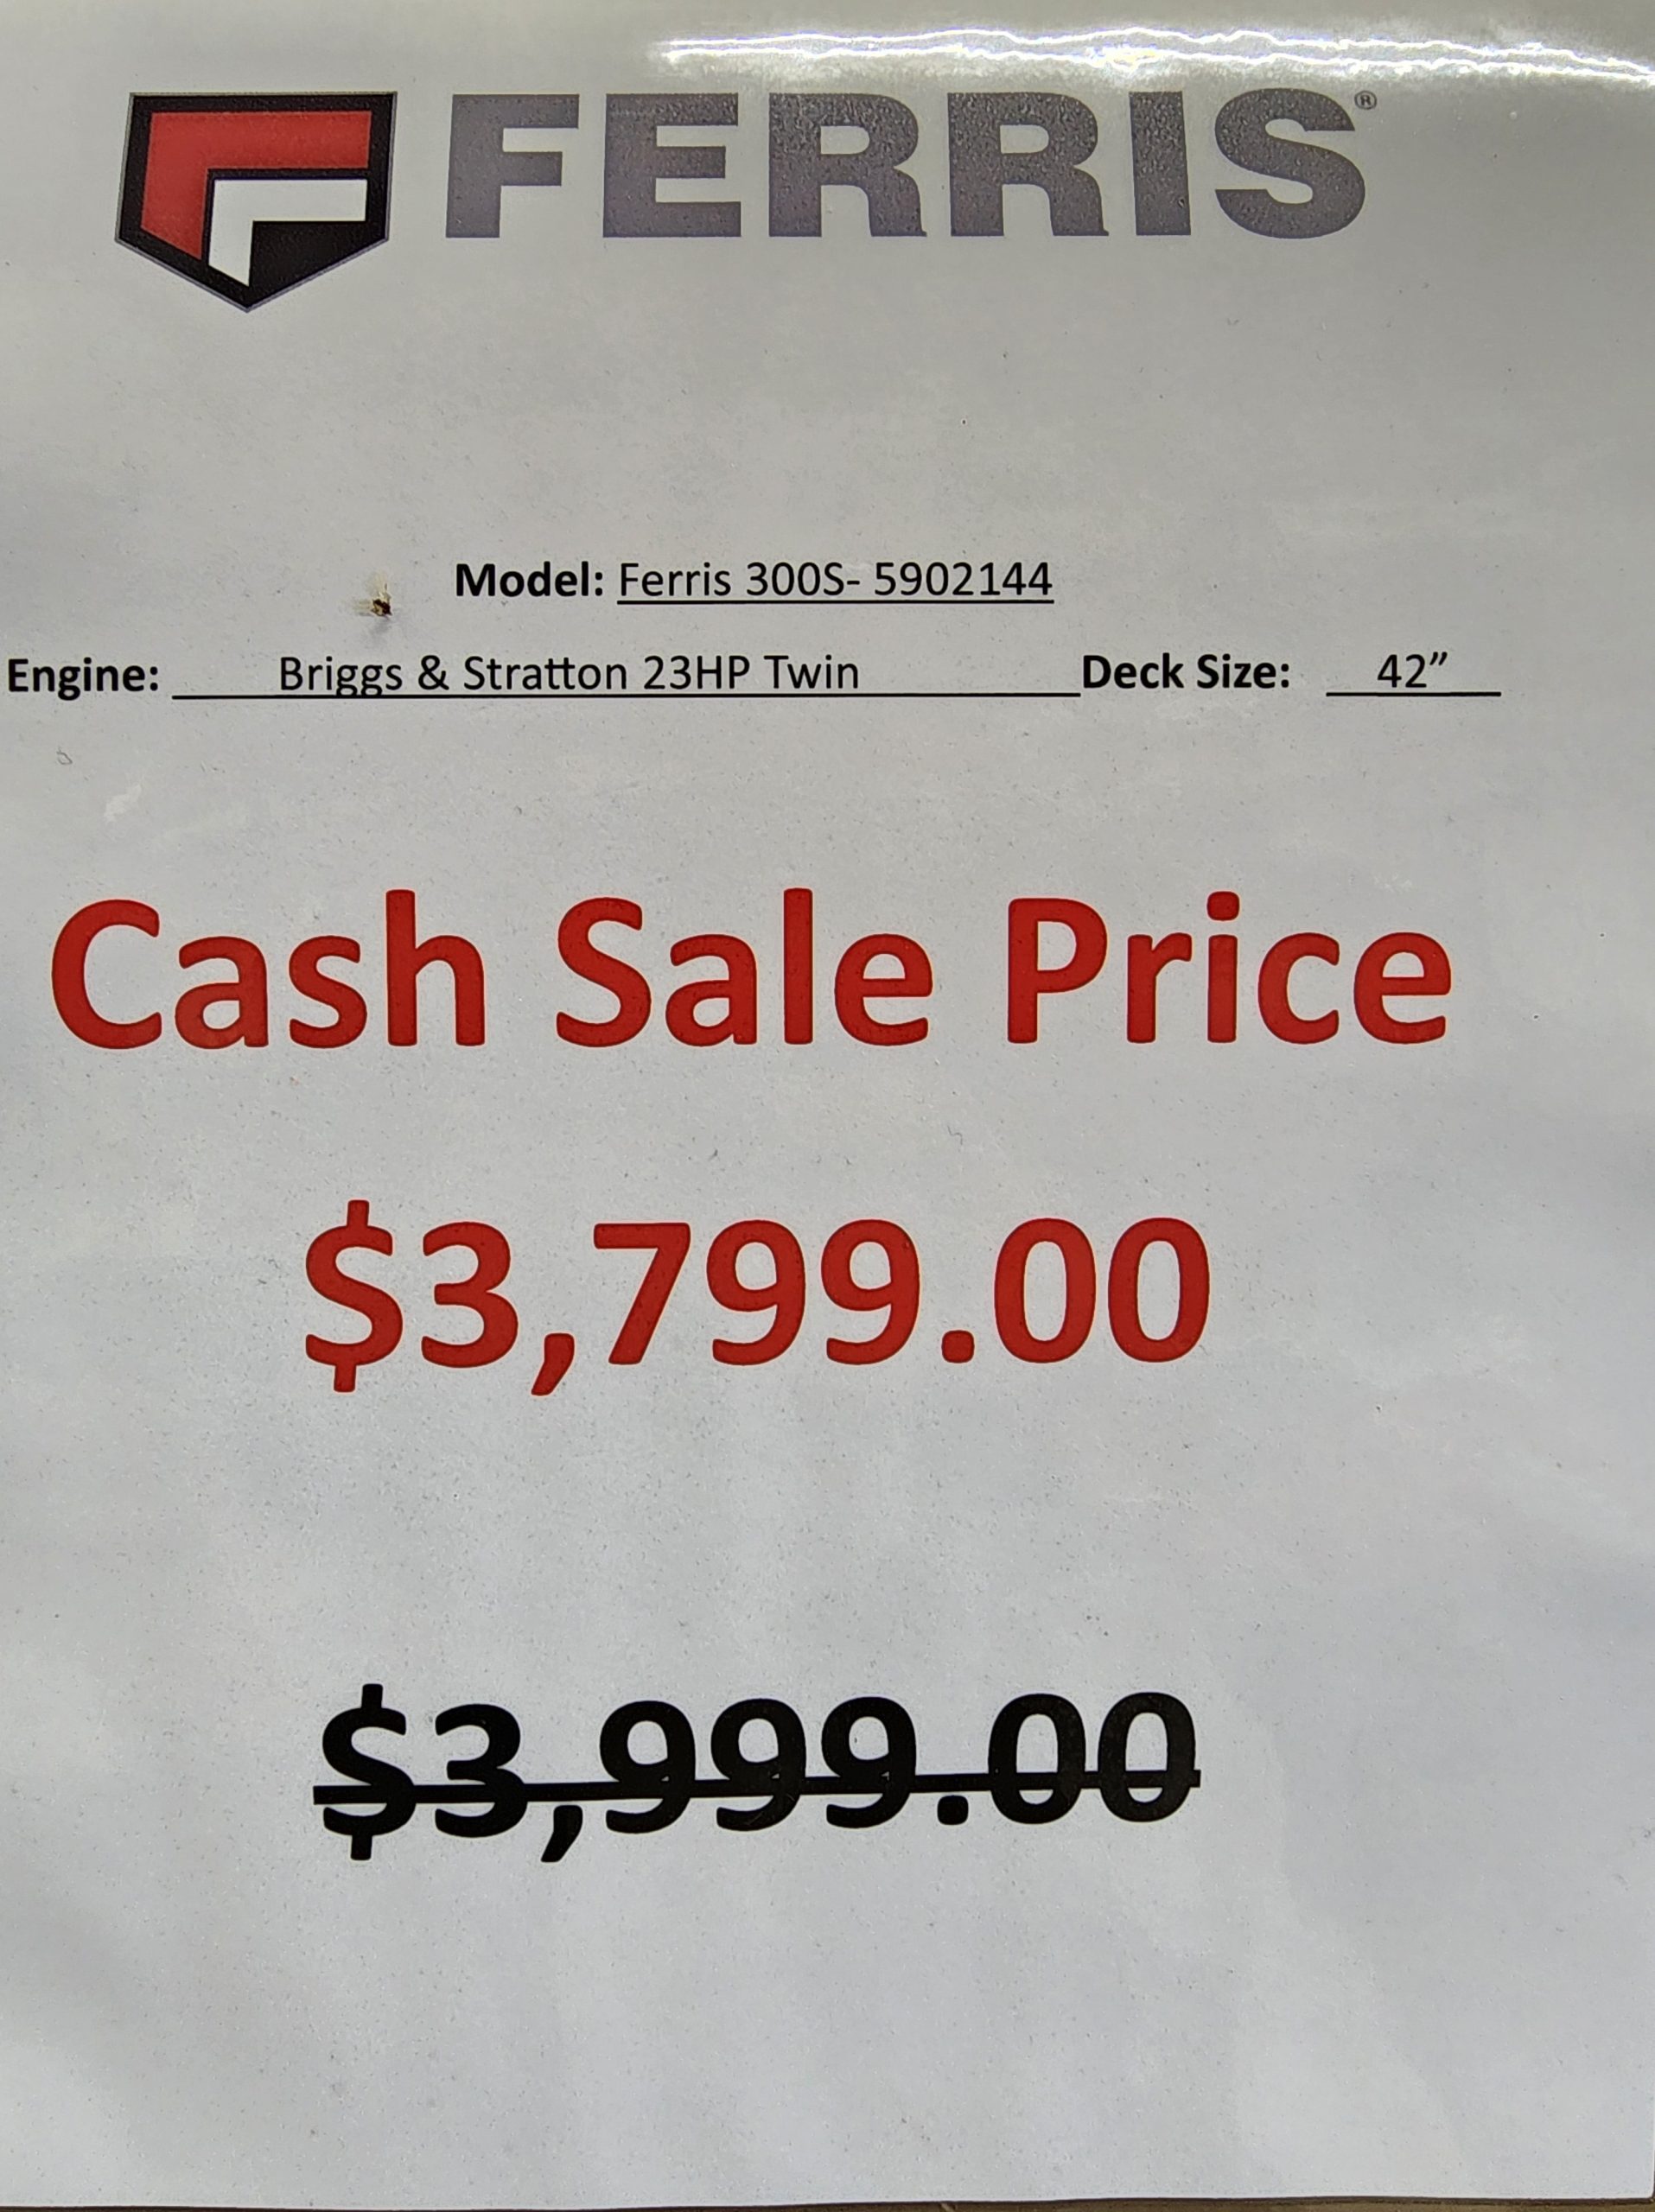 FERRIS®
Model: Ferris 300S- 5902144
Engine: Briggs & Stratton 23HP Twin Deck Size: 42”
Cash Sale Price
$3,799.00
$3,999.00